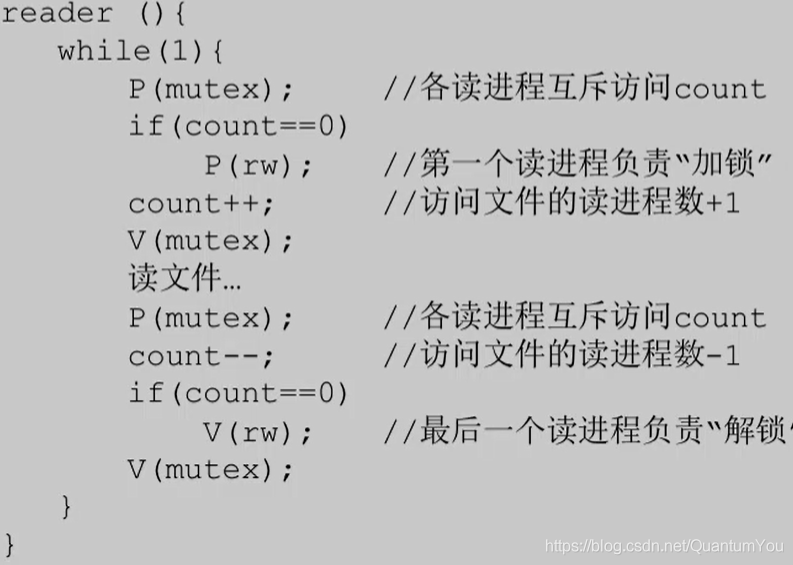 reader (){
while(1){
P(mutex); //各读进程互斥访问count
if(count==0)
P(rw); //第一个读进程负责“加锁”
count++; //访问文件的读进程数+1
V(mutex);
读文件…
P(mutex); //各读进程互斥访问count
count--; //访问文件的读进程数-1
if(count==0)
V(rw); //最后一个读进程负责“解锁”
V(mutex);
}
}
https://blog.csdn.net/QuantumYou